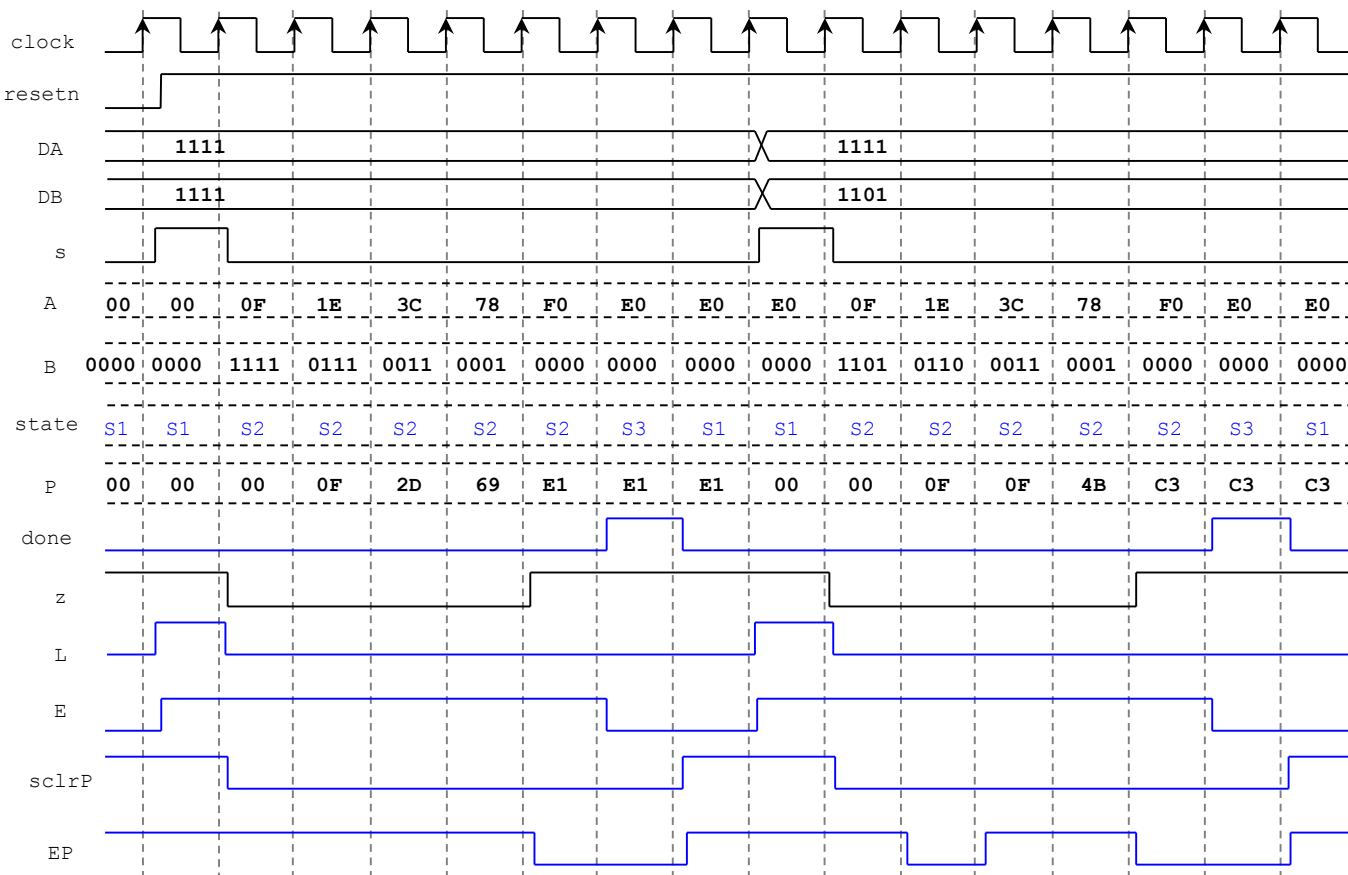 clock
resetn
DA 1111 1111
DB 1111 1101
s
A 00 00 0F 1E 3C 78 F0 E0 E0 E0 0F 1E 3C 78 F0 E0 E0
B 0000 0000 1111 0111 0011 0001 0000 0000 0000 0000 1101 0110 0011 0001 0000 0000 0000
state S1 S1 S2 S2 S2 S2 S2 S3 S1 S1 S2 S2 S2 S2 S2 S3 S1
P 00 00 00 0F 2D 69 E1 E1 E1 00 00 0F 0F 4B C3 C3 C3
done
z
L
E
sclrP
EP